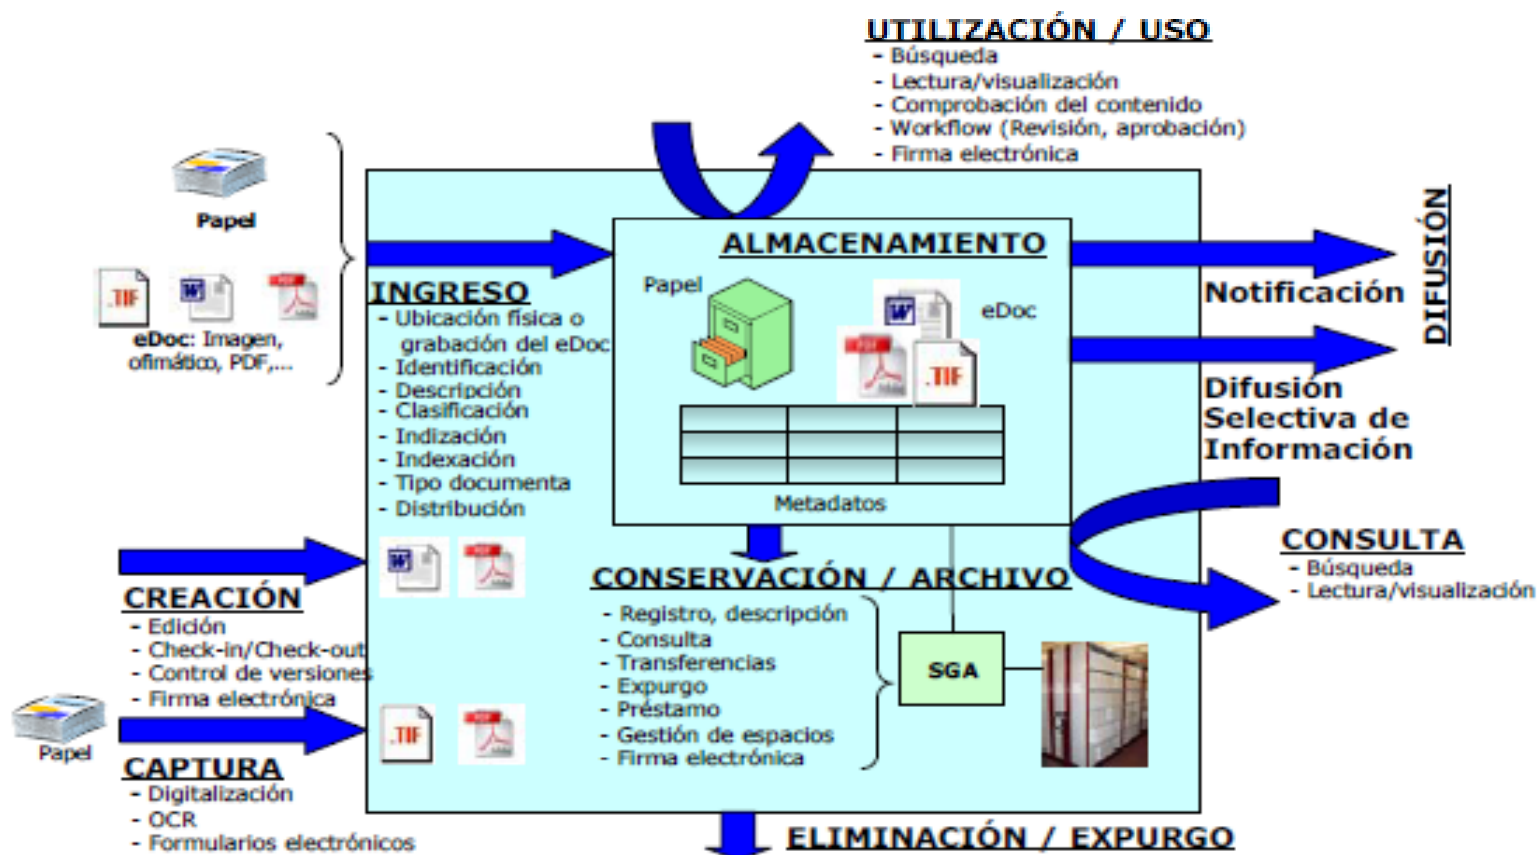 UTILIZACIÓN / USO
- Búsqueda
- Lectura/visualización
- Comprobación del contenido
- Workflow (Revisión, aprobación)
- Firma electrónica
Papel
.TIF
W
PDF
eDoc: Imagen,
ofimático, PDF,...
INGRESO
- Ubicación física o
grabación del eDoc
- Identificación
- Descripción
- Clasificación
- Indización
- Indexación
- Tipo documenta
- Distribución
ALMACENAMIENTO
Papel
W
eDoc
PDF
.TIF
Metadatos
DIFUSIÓN
Notificación
Difusión
Selectiva de
Información
CONSULTA
- Búsqueda
- Lectura/visualización
W
PDF
CREACIÓN
- Edición
- Check-in/Check-out
- Control de versiones
- Firma electrónica
CONSERVACIÓN / ARCHIVO
- Registro, descripción
- Consulta
- Transferencias
- Expurgo
- Préstamo
- Gestión de espacios
- Firma electrónica
SGA
Papel
.TIF
PDF
CAPTURA
- Digitalización
- OCR
- Formularios electrónicos
ELIMINACIÓN / EXPURGO